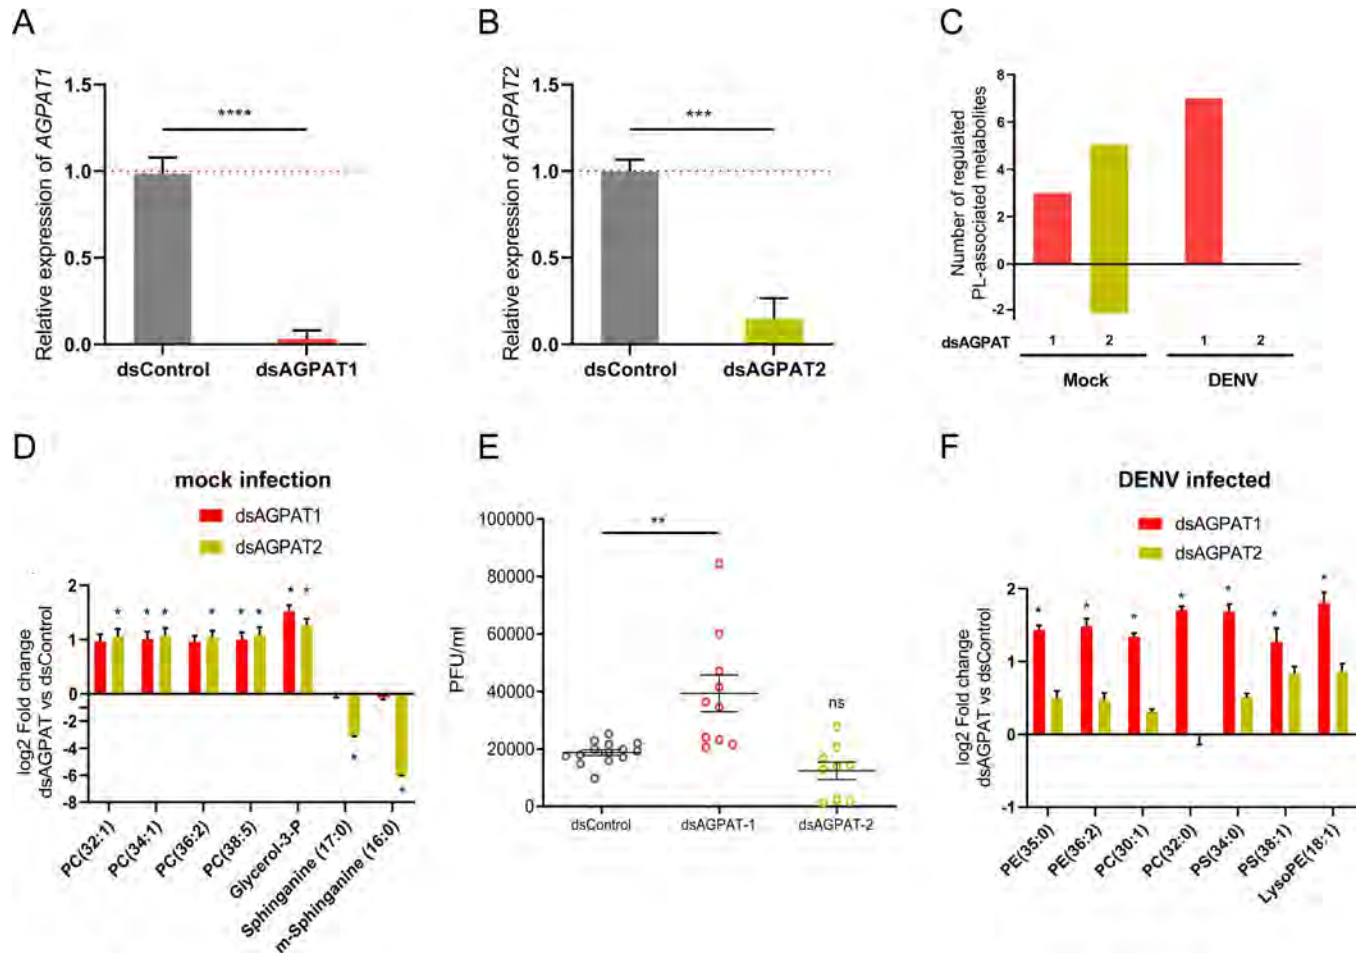 A
Relative expression of AGPAT1
1.5
1.0
0.5
0.0
****
dsControl
dsAGPAT1
B
Relative expression of AGPAT2
1.5
1.0
0.5
0.0
***
dsControl
dsAGPAT2
C
Number of regulated
PL-associated metabolites
8
6
4
2
0
-2
dsAGPAT
1
2
1
2
Mock
DENV
D
mock infection
dsAGPAT1
dsAGPAT2
log2 Fold change
dsAGPAT vs dsControl
2
1
0
-2
-4
-6
-8
* * * * * * * * * *
PC(32:1)
PC(34:1)
PC(36:2)
PC(38:5)
Glycerol-3-P
Sphinganine (17:0)
m-Sphinganine (16:0)
E
PFU/ml
100000
80000
60000
40000
20000
0
**
ns
dsControl
dsAGPAT-1
dsAGPAT-2
F
DENV infected
dsAGPAT1
dsAGPAT2
log2 Fold change
dsAGPAT vs dsControl
2
1
0
-1
* * * * * * *
PE(35:0)
PE(36:2)
PC(30:1)
PC(32:0)
PS(34:0)
PS(38:1)
LysoPE(18:1)